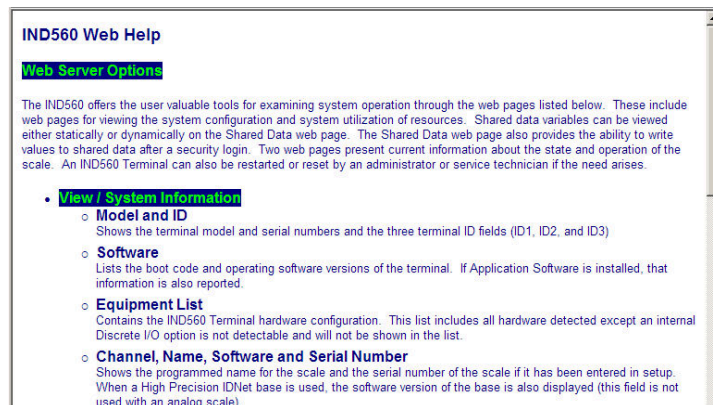 IND560 Web Help
Web Server Options
The IND560 offers the user valuable tools for examining system operation through the web pages listed below. These include
web pages for viewing the system configuration and system utilization of resources. Shared data variables can be viewed
either statically or dynamically on the Shared Data web page. The Shared Data web page also provides the ability to write
values to shared data after a security login. Two web pages present current information about the state and operation of the
scale. An IND560 Terminal can also be restarted or reset by an administrator or service technician if the need arises.
• View / System Information
○ Model and ID
Shows the terminal model and serial numbers and the three terminal ID fields (ID1, ID2, and ID3)
○ Software
Lists the boot code and operating software versions of the terminal. If Application Software is installed, that
information is also reported.
○ Equipment List
Contains the IND560 Terminal hardware configuration. This list includes all hardware detected except an internal
Discrete I/O option is not detectable and will not be shown in the list.
○ Channel, Name, Software and Serial Number
Shows the programmed name for the scale and the serial number of the scale if it has been entered in setup.
When a High Precision IDNet base is used, the software version of the base is also displayed (this field is not
used with an analog scale)